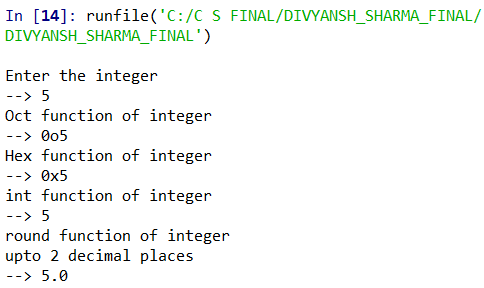 In [14]: runfile('C:/C S FINAL/DIVYANSH_SHARMA_FINAL/
DIVYANSH_SHARMA_FINAL')
Enter the integer
--> 5
Oct function of integer
--> 0o5
Hex function of integer
--> 0x5
int function of integer
--> 5
round function of integer
upto 2 decimal places
--> 5.0